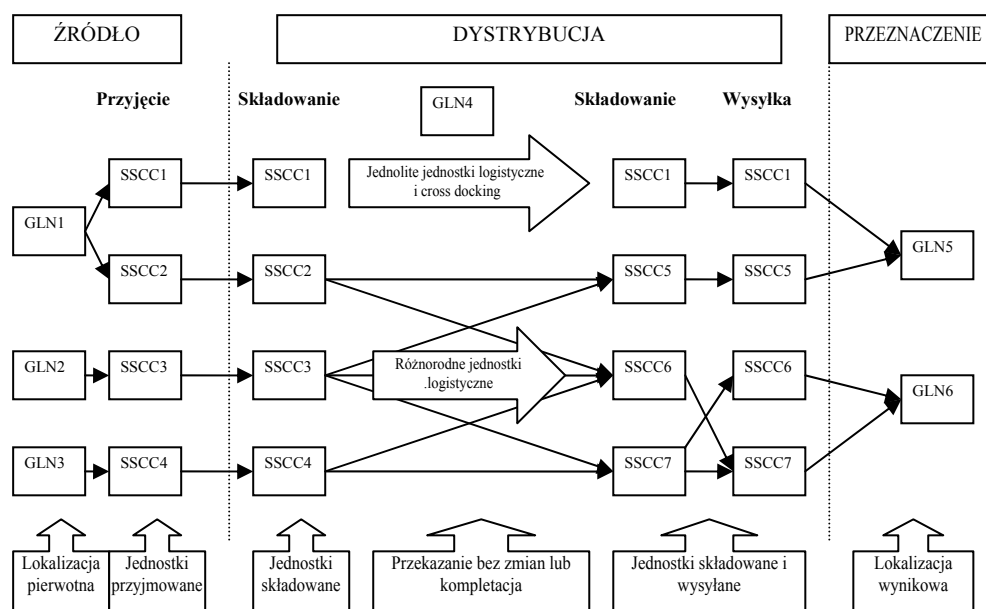 ŹRÓDŁO
DYSTRYBUCJA
PRZEZNACZENIE
Przyjęcie
Składowanie
GLN4
Składowanie
Wysyłka
SSCC1
SSCC1
Jednolite jednostki logistyczne
i cross docking
SSCC1
SSCC1
GLN1
GLN5
SSCC2
SSCC2
SSCC5
SSCC5
GLN2
SSCC3
SSCC3
Różnorodne jednostki
.logistyczne
SSCC6
SSCC6
GLN6
GLN3
SSCC4
SSCC4
SSCC7
SSCC7
Lokalizacja
pierwotna
Jednostki
przyjmowane
Jednostki
składowane
Przekazanie bez zmian lub
kompletacja
Jednostki składowane i
wysyłane
Lokalizacja
wynikowa